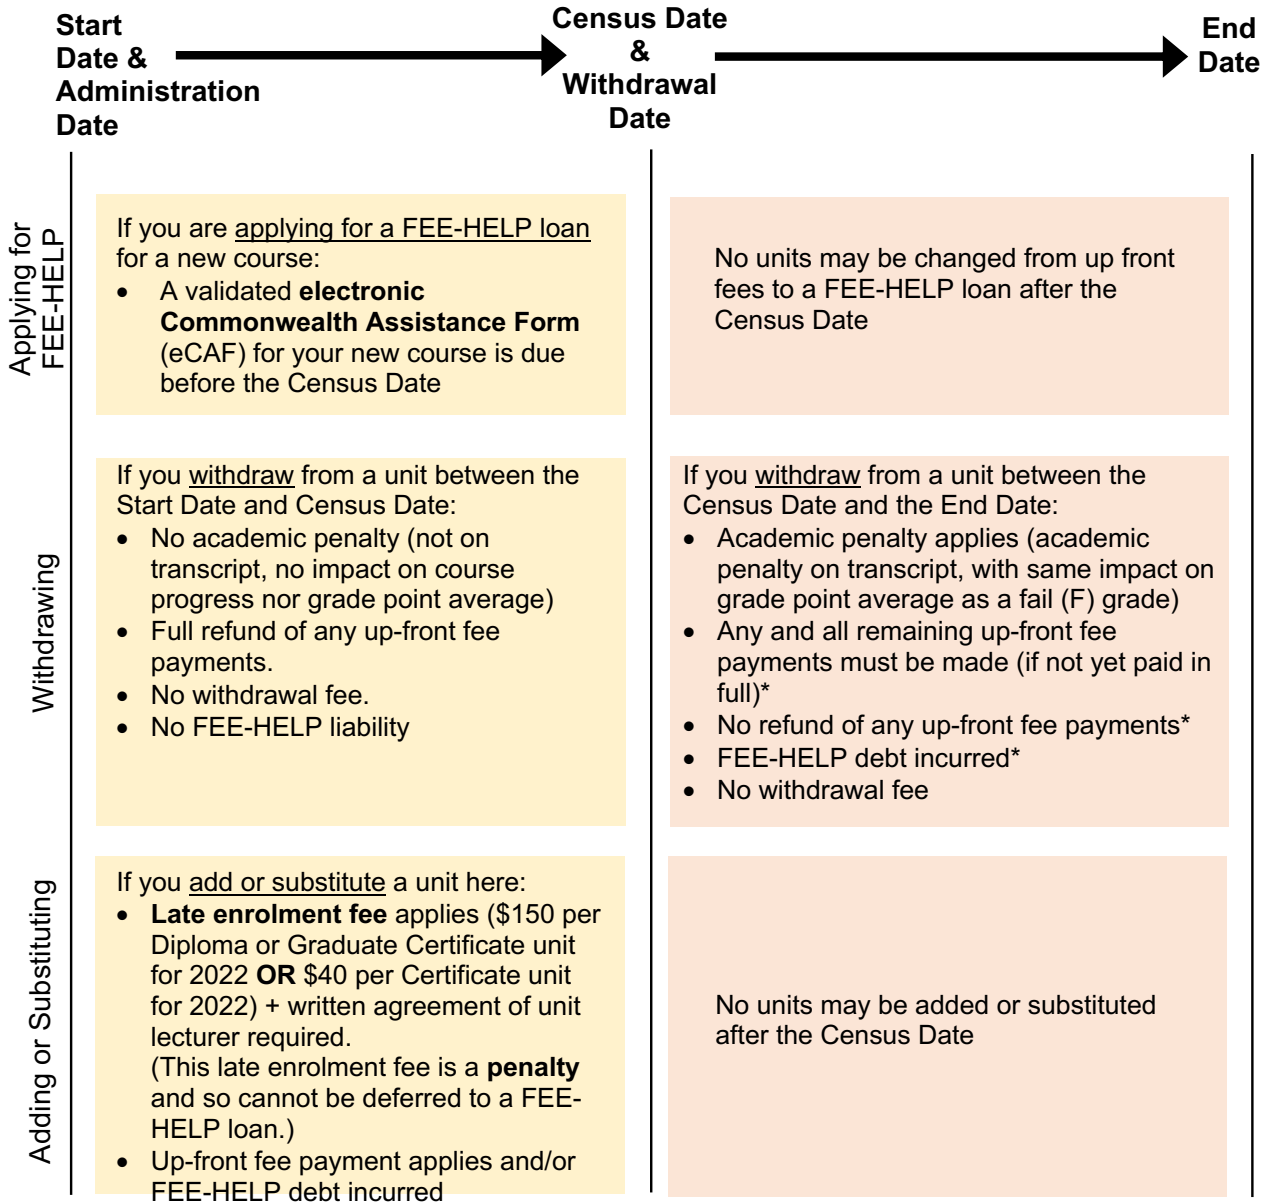 Start
Date &
Administration
Date
Census Date
&
Withdrawal
Date
End
Date
Applying for
FEE-HELP
If you are applying for a FEE-HELP loan
for a new course:
• A validated electronic
Commonwealth Assistance Form
(eCAF) for your new course is due
before the Census Date
No units may be changed from up front
fees to a FEE-HELP loan after the
Census Date
Withdrawing
If you withdraw from a unit between the
Start Date and Census Date:
• No academic penalty (not on
transcript, no impact on course
progress nor grade point average)
• Full refund of any up-front fee
payments.
• No withdrawal fee.
• No FEE-HELP liability
If you withdraw from a unit between the
Census Date and the End Date:
• Academic penalty applies (academic
penalty on transcript, with same impact on
grade point average as a fail (F) grade)
• Any and all remaining up-front fee
payments must be made (if not yet paid in
full)*
• No refund of any up-front fee payments*
• FEE-HELP debt incurred*
• No withdrawal fee
Adding or Substituting
If you add or substitute a unit here:
• Late enrolment fee applies ($150 per
Diploma or Graduate Certificate unit
for 2022 OR $40 per Certificate unit
for 2022) + written agreement of unit
lecturer required.
(This late enrolment fee is a penalty
and so cannot be deferred to a FEE-
HELP loan.)
• Up-front fee payment applies and/or
FEE-HELP debt incurred
No units may be added or substituted
after the Census Date